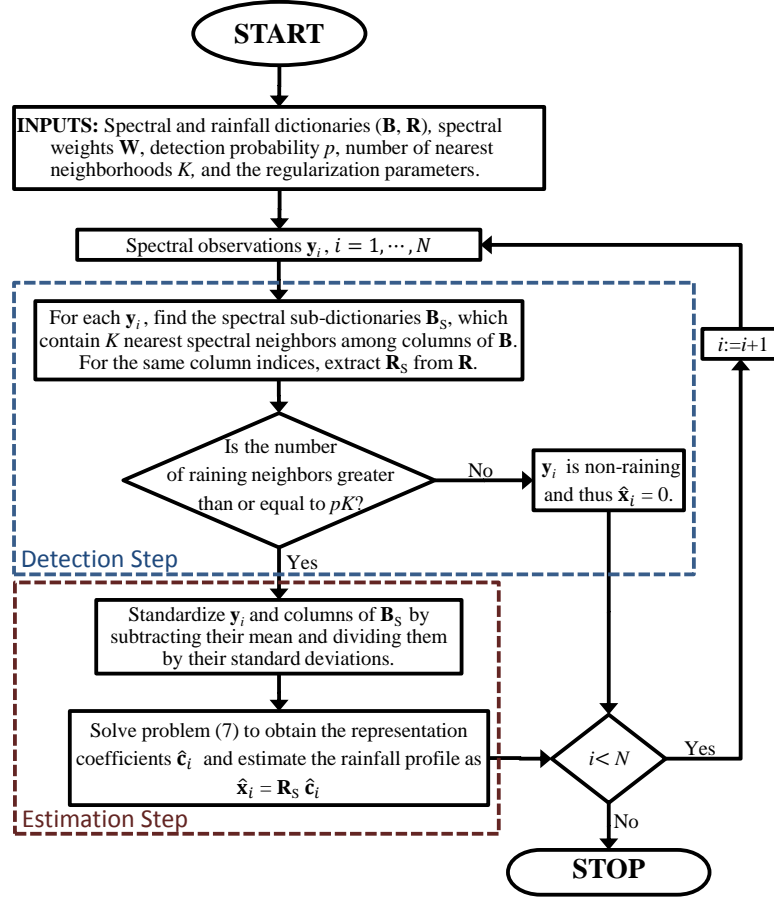 START
INPUTS: Spectral and rainfall dictionaries (B, R), spectral
weights W, detection probability p, number of nearest
neighborhoods K, and the regularization parameters.
Spectral observations yᵢ, i = 1, ⋯, N
For each yᵢ, find the spectral sub-dictionaries B_S, which
contain K nearest spectral neighbors among columns of B.
For the same column indices, extract R_S from R.
i:=i+1
Is the number
of raining neighbors greater
than or equal to pK?
No
yᵢ is non-raining
and thus x̂ᵢ = 0.
Detection Step
Yes
Standardize yᵢ and columns of B_S by
subtracting their mean and dividing them
by their standard deviations.
Solve problem (7) to obtain the representation
coefficients ĉᵢ and estimate the rainfall profile as
x̂ᵢ = R_S ĉᵢ
Estimation Step
i< N
Yes
No
STOP